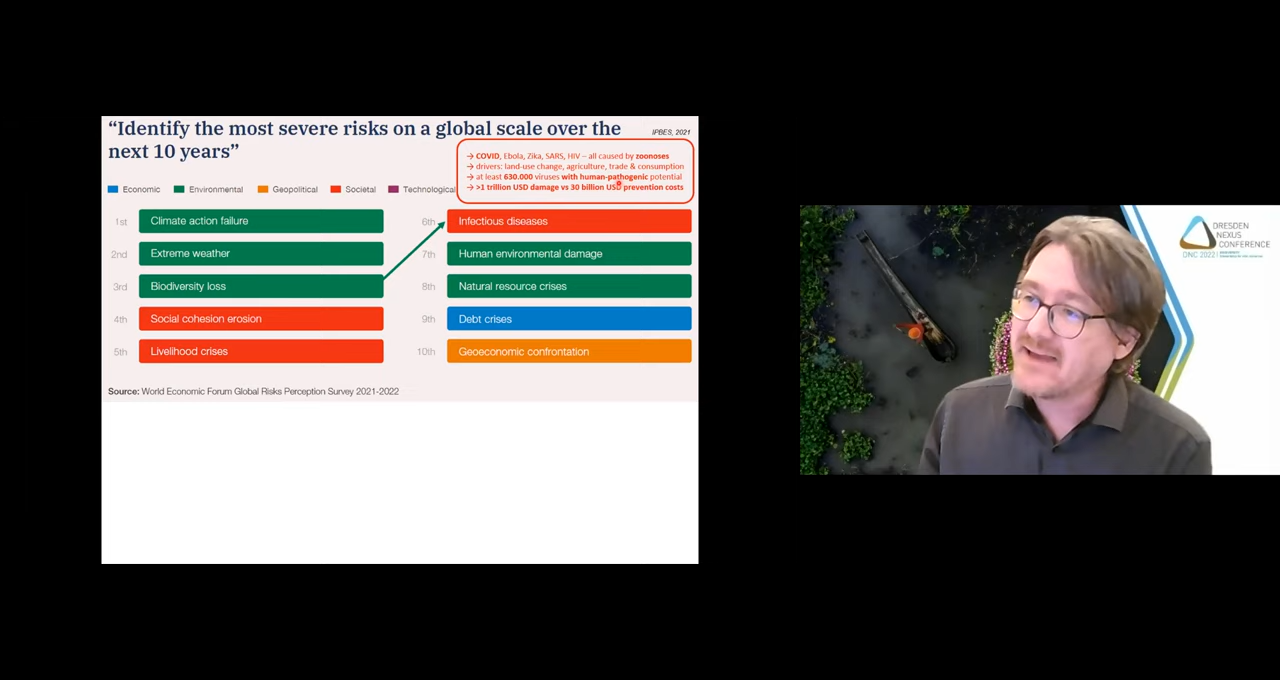 “Identify the most severe risks on a global scale over the
next 10 years”
IPBES, 2021
→ COVID, Ebola, Zika, SARS, HIV – all caused by zoonoses
→ drivers: land-use change, agriculture, trade & consumption
→ at least 630.000 viruses with human-pathogenic potential
→ >1 trillion USD damage vs 30 billion USD prevention costs
Economic Environmental Geopolitical Societal Technological
1st Climate action failure
2nd Extreme weather
3rd Biodiversity loss
4th Social cohesion erosion
5th Livelihood crises
6th Infectious diseases
7th Human environmental damage
8th Natural resource crises
9th Debt crises
10th Geoeconomic confrontation
Source: World Economic Forum Global Risks Perception Survey 2021-2022
DRESDEN
NEXUS
CONFERENCE
DNC 2022